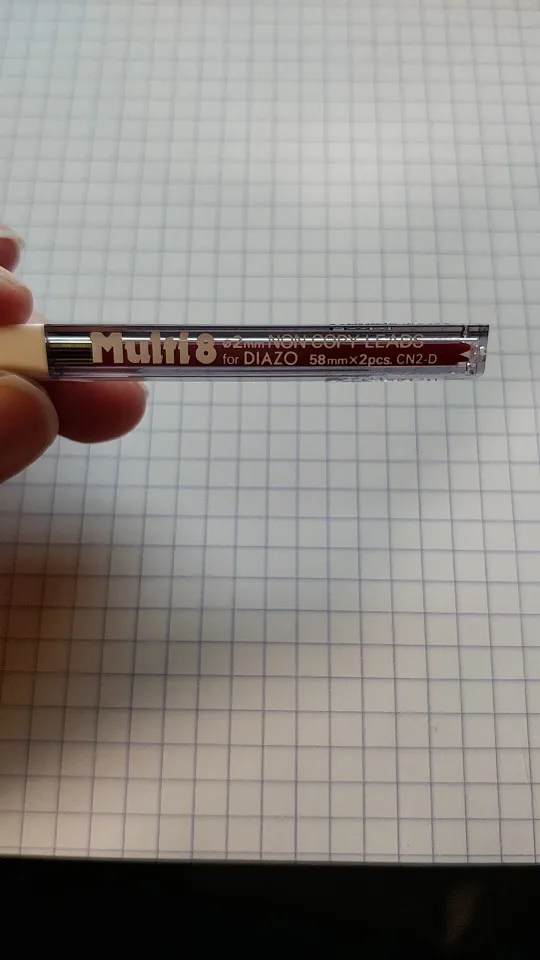 Multi 8 ø2mm NON COPY LEADS
for DIAZO 58mm×2pcs. CN2-D